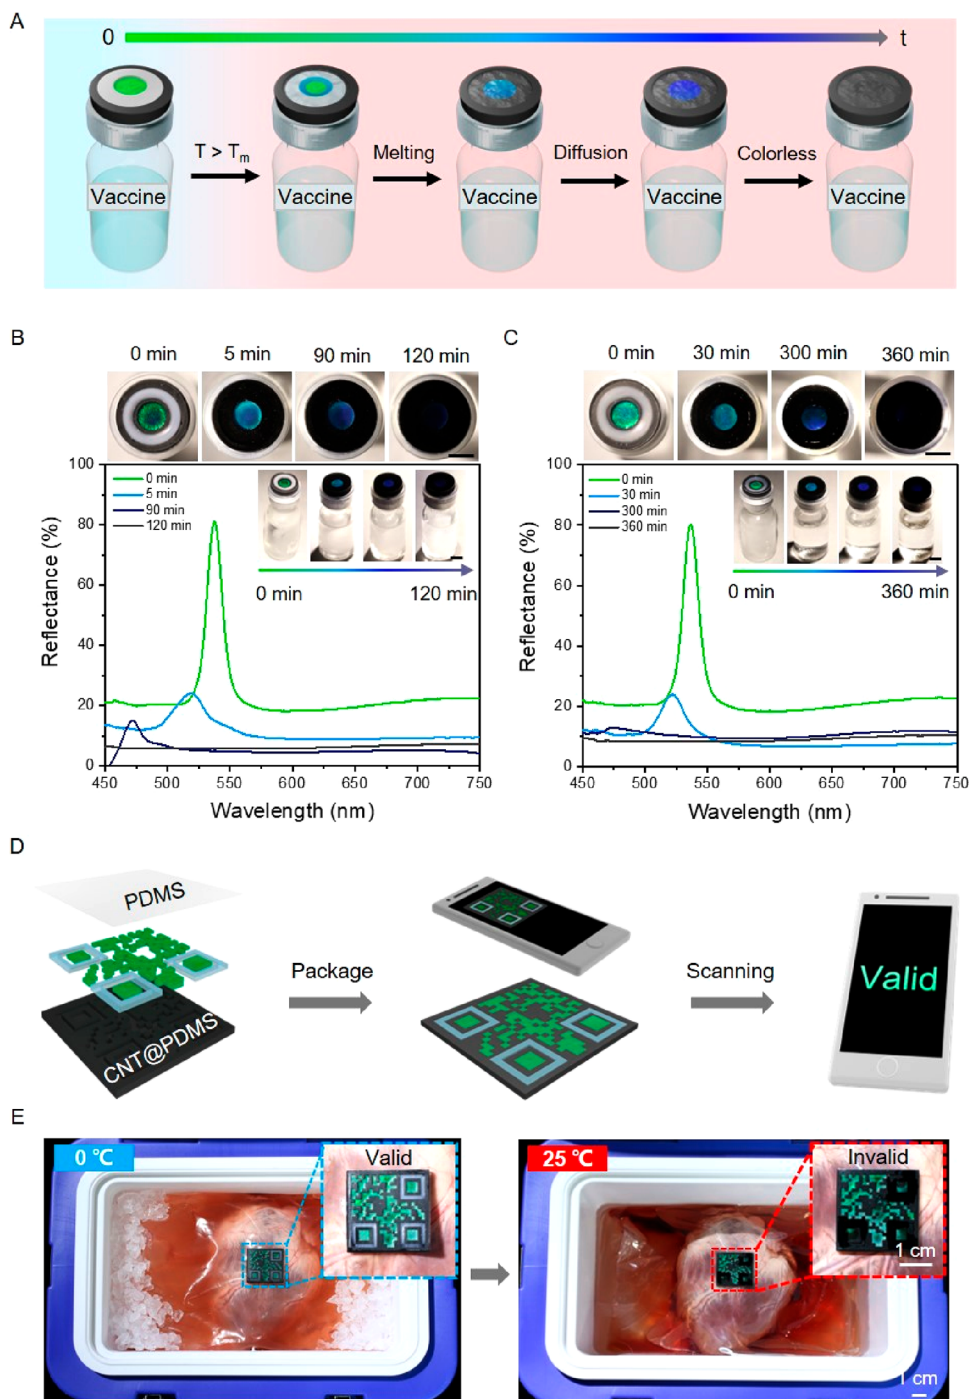 A
0
t
T > Tm
Melting
Diffusion
Colorless
Vaccine
Vaccine
Vaccine
Vaccine
Vaccine
B
0 min
5 min
90 min
120 min
100
80
60
40
20
0
Reflectance (%)
0 min
5 min
90 min
120 min
0 min
120 min
450
500
550
600
650
700
750
Wavelength (nm)
C
0 min
30 min
300 min
360 min
100
80
60
40
20
0
Reflectance (%)
0 min
30 min
300 min
360 min
0 min
360 min
450
500
550
600
650
700
750
Wavelength (nm)
D
PDMS
CNT@PDMS
Package
Scanning
Valid
E
0 ℃
Valid
25 ℃
Invalid
1 cm
1 cm